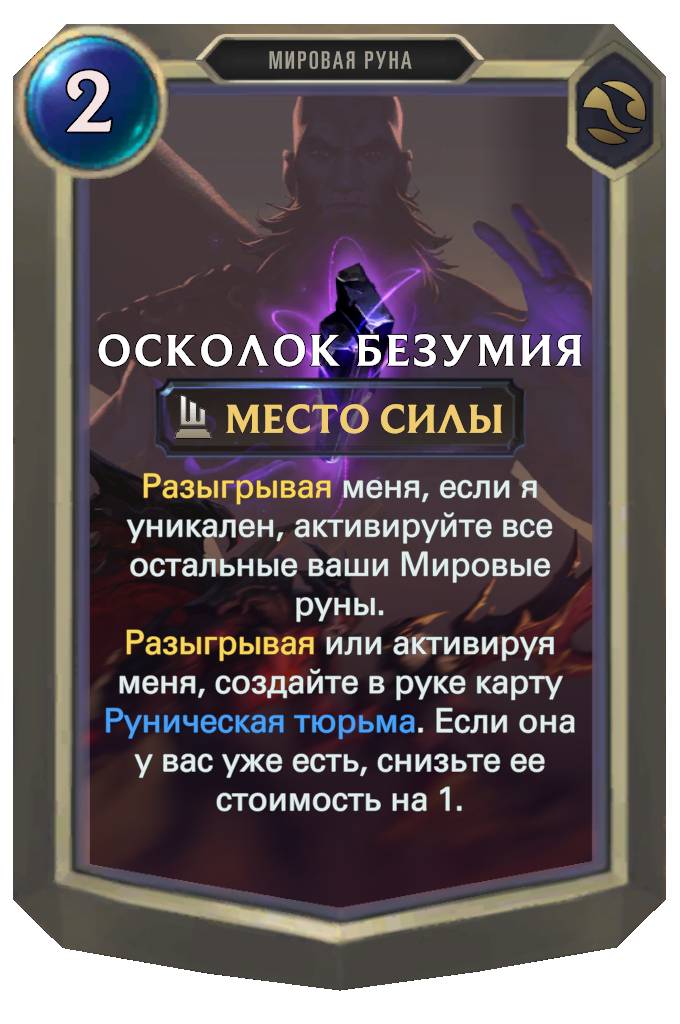 МИРОВАЯ РУНА
2
ОСКОЛОК БЕЗУМИЯ
МЕСТО СИЛЫ
Разыгрывая меня, если я
уникален, активируйте все
остальные ваши Мировые
руны.
Разыгрывая или активируя
меня, создайте в руке карту
Руническая тюрьма. Если она
у вас уже есть, снизьте ее
стоимость на 1.